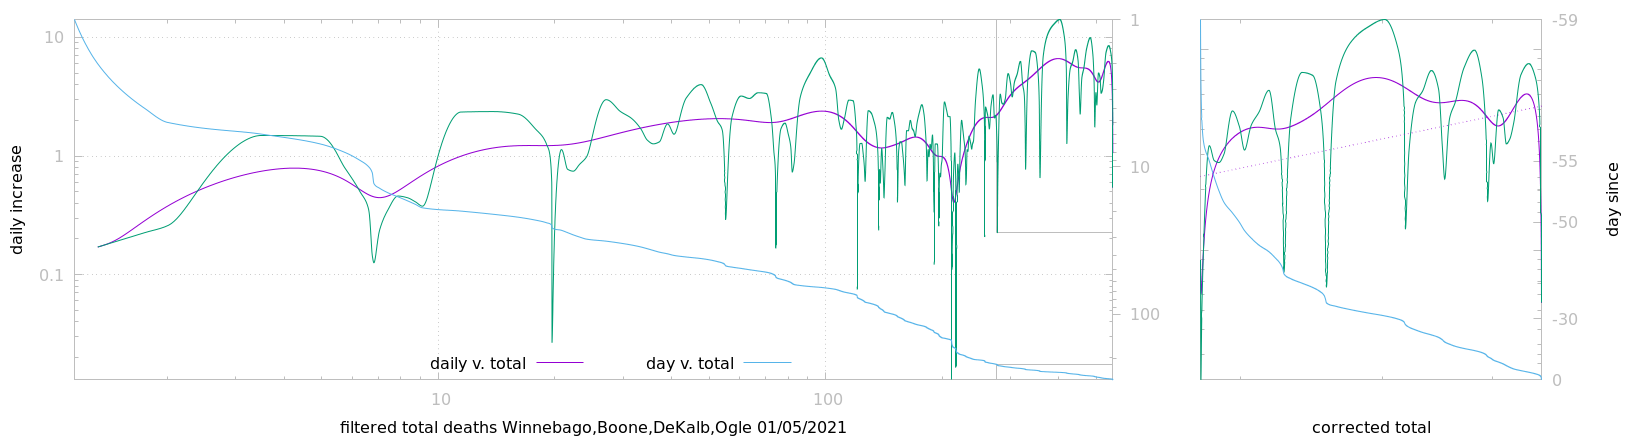 10
1
0.1
daily increase
1
10
100
-59
-55
-50
-30
0
day since
daily v. total
day v. total
10
100
filtered total deaths Winnebago,Boone,DeKalb,Ogle 01/05/2021
corrected total